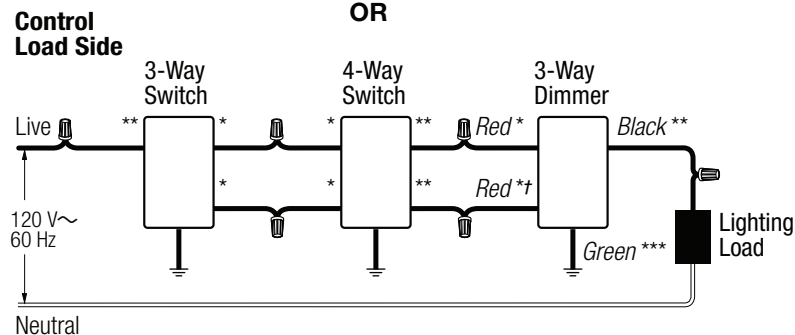 OR
Control
Load Side
3-Way
Switch
4-Way
Switch
3-Way
Dimmer
Live
**
*
*
**
Red *
Black **
*
*
**
Red *†
120 V~
60 Hz
Green ***
Lighting
Load
Neutral